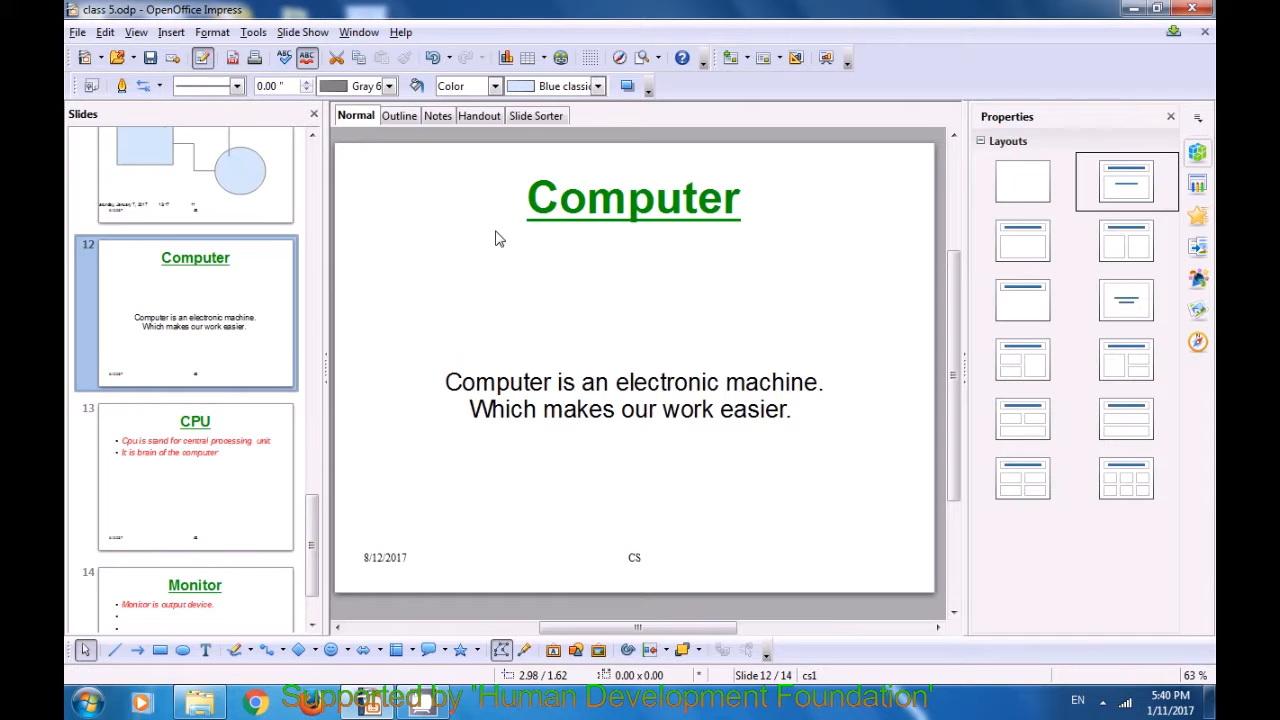 class 5.odp - OpenOffice Impress
File Edit View Insert Format Tools Slide Show Window Help
0.00 " Gray 6 Color Blue classic
Slides
Normal Outline Notes Handout Slide Sorter
Properties
Layouts
12
Computer
Computer is an electronic machine.
Which makes our work easier.
13
CPU
• Cpu is stand for central processing unit
• It is brain of the computer
14
Monitor
• Monitor is output device.
Computer
Computer is an electronic machine.
Which makes our work easier.
8/12/2017 CS
2.98 / 1.62 0.00 x 0.00 * Slide 12 / 14 cs1 63 %
Supported by 'Human Development Foundation'
EN
5:40 PM
1/11/2017